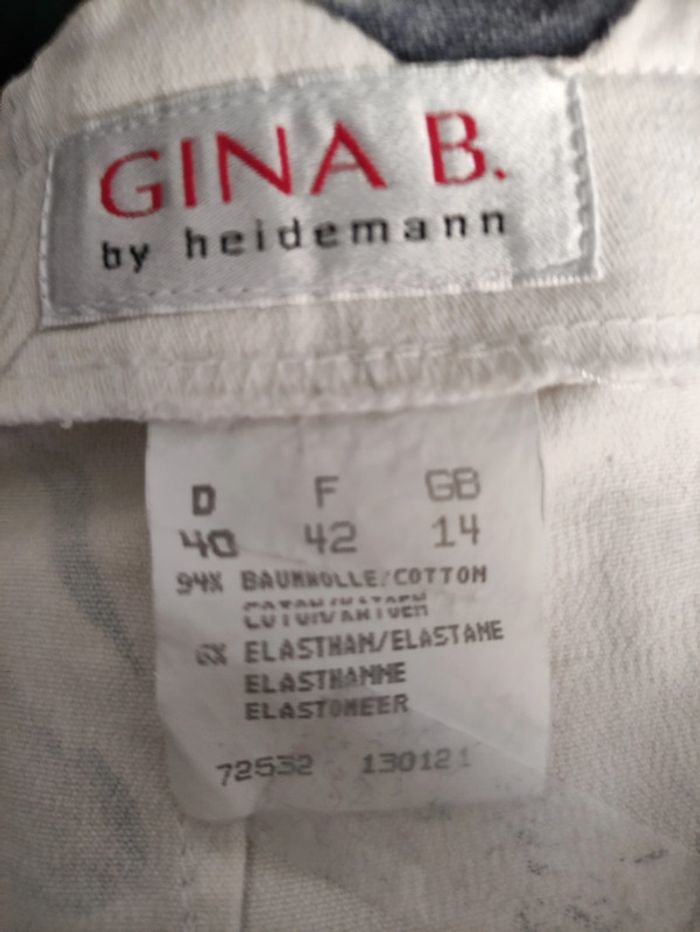 GINA B.
by heidemann
D F GB
40 42 14
94% BAUMWOLLE/COTTON
COTON/KATOEN
6% ELASTHAN/ELASTANE
ELASTHANNE
ELASTOMEER
72532 130121